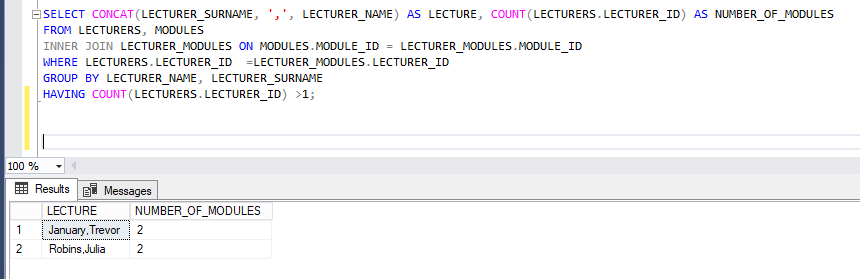 SELECT CONCAT(LECTURER_SURNAME, ',', LECTURER_NAME) AS LECTURE, COUNT(LECTURERS.LECTURER_ID) AS NUMBER_OF_MODULES
FROM LECTURERS, MODULES
INNER JOIN LECTURER_MODULES ON MODULES.MODULE_ID = LECTURER_MODULES.MODULE_ID
WHERE LECTURERS.LECTURER_ID  =LECTURER_MODULES.LECTURER_ID
GROUP BY LECTURER_NAME, LECTURER_SURNAME
HAVING COUNT(LECTURERS.LECTURER_ID) >1;
100 %
Results Messages
LECTURE NUMBER_OF_MODULES
1 January,Trevor 2
2 Robins,Julia 2